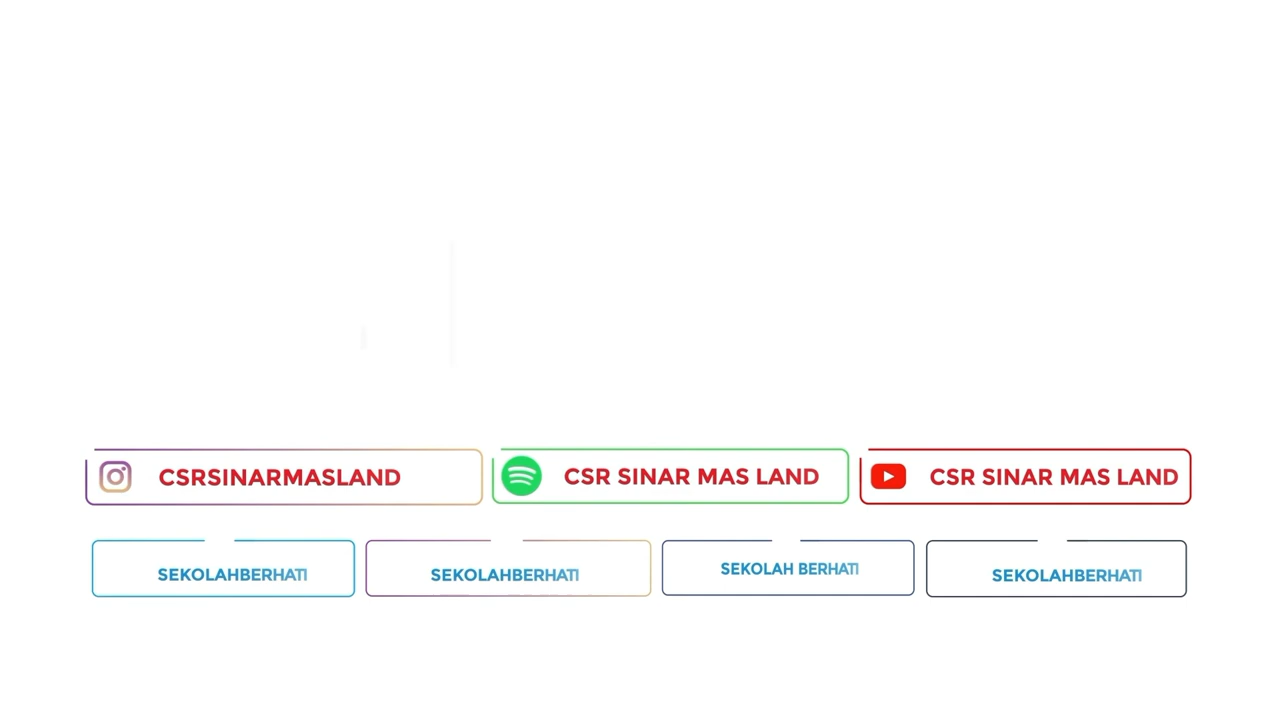 CSRSINARMASLAND
CSR SINAR MAS LAND
CSR SINAR MAS LAND
SEKOLAHBERHATI
SEKOLAHBERHATI
SEKOLAH BERHATI
SEKOLAHBERHATI